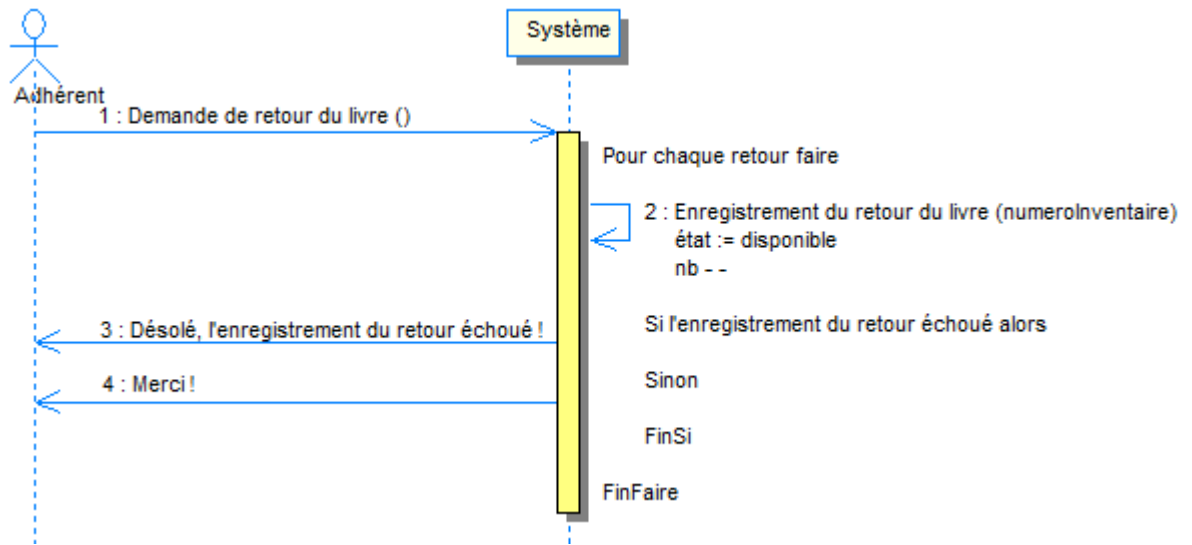 Système
Adhérent
1 : Demande de retour du livre ()
Pour chaque retour faire
2 : Enregistrement du retour du livre (numeroInventaire)
état := disponible
nb - -
3 : Désolé, l'enregistrement du retour échoué !
Si l'enregistrement du retour échoué alors
4 : Merci !
Sinon
FinSi
FinFaire